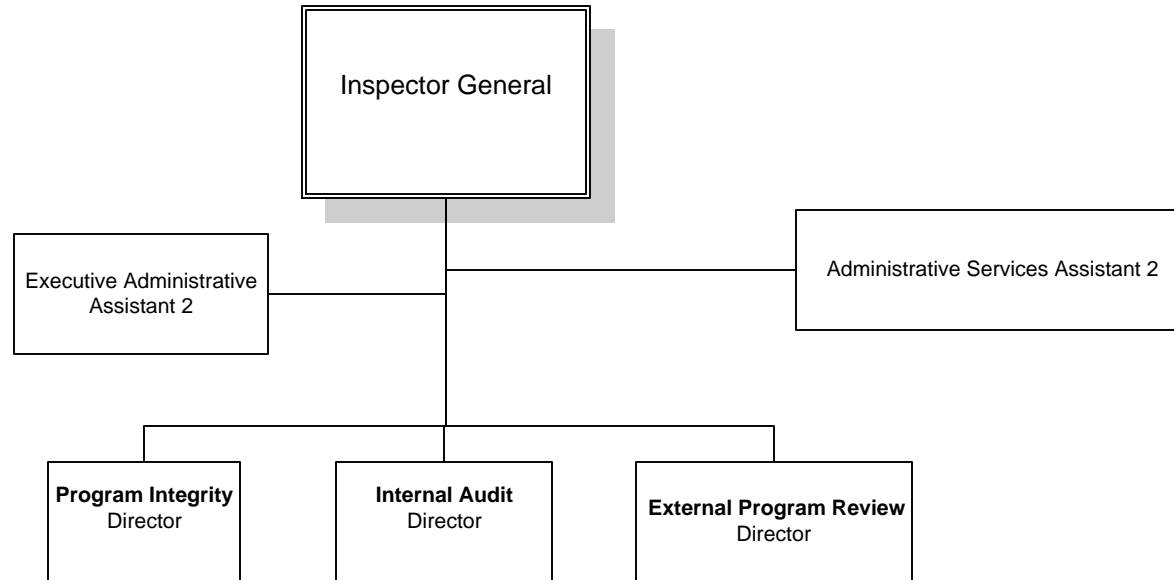 Inspector General
Executive Administrative
Assistant 2
Administrative Services Assistant 2
Program Integrity
Director
Internal Audit
Director
External Program Review
Director